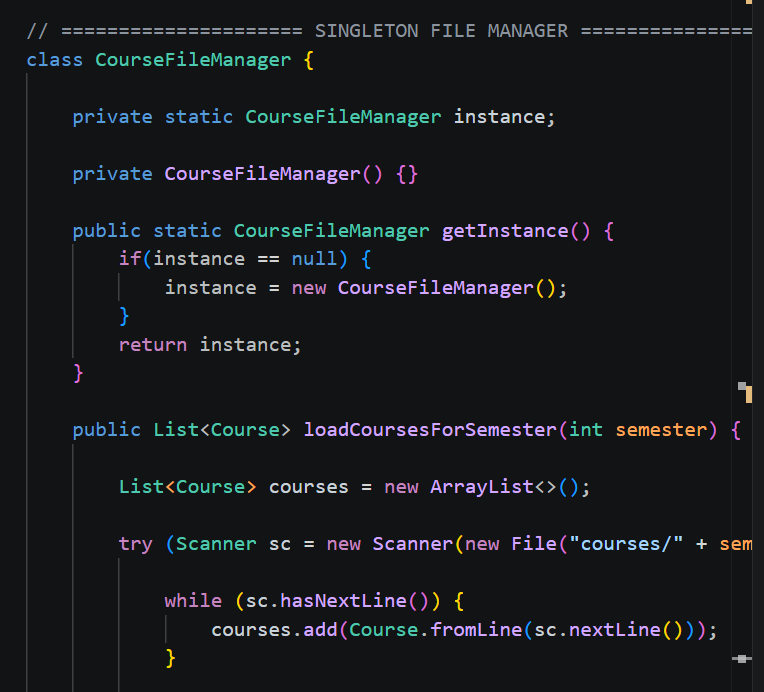 // ===================== SINGLETON FILE MANAGER ===============
class CourseFileManager {
private static CourseFileManager instance;
private CourseFileManager() {}
public static CourseFileManager getInstance() {
if(instance == null) {
instance = new CourseFileManager();
}
return instance;
}
public List<Course> loadCoursesForSemester(int semester) {
List<Course> courses = new ArrayList<>();
try (Scanner sc = new Scanner(new File("courses/" + sem
while (sc.hasNextLine()) {
courses.add(Course.fromLine(sc.nextLine()));
}